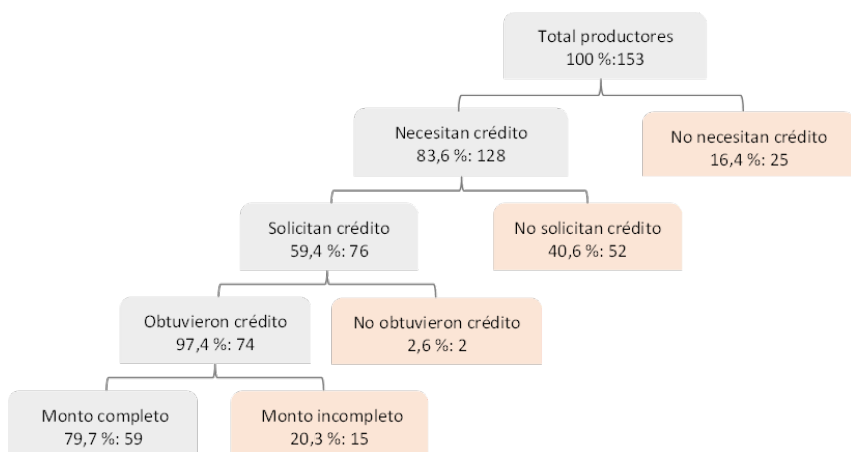 Total productores
100 %:153
Necesitan crédito
83,6 %: 128
No necesitan crédito
16,4 %: 25
Solicitan crédito
59,4 %: 76
No solicitan crédito
40,6 %: 52
Obtuvieron crédito
97,4 %: 74
No obtuvieron crédito
2,6 %: 2
Monto completo
79,7 %: 59
Monto incompleto
20,3 %: 15